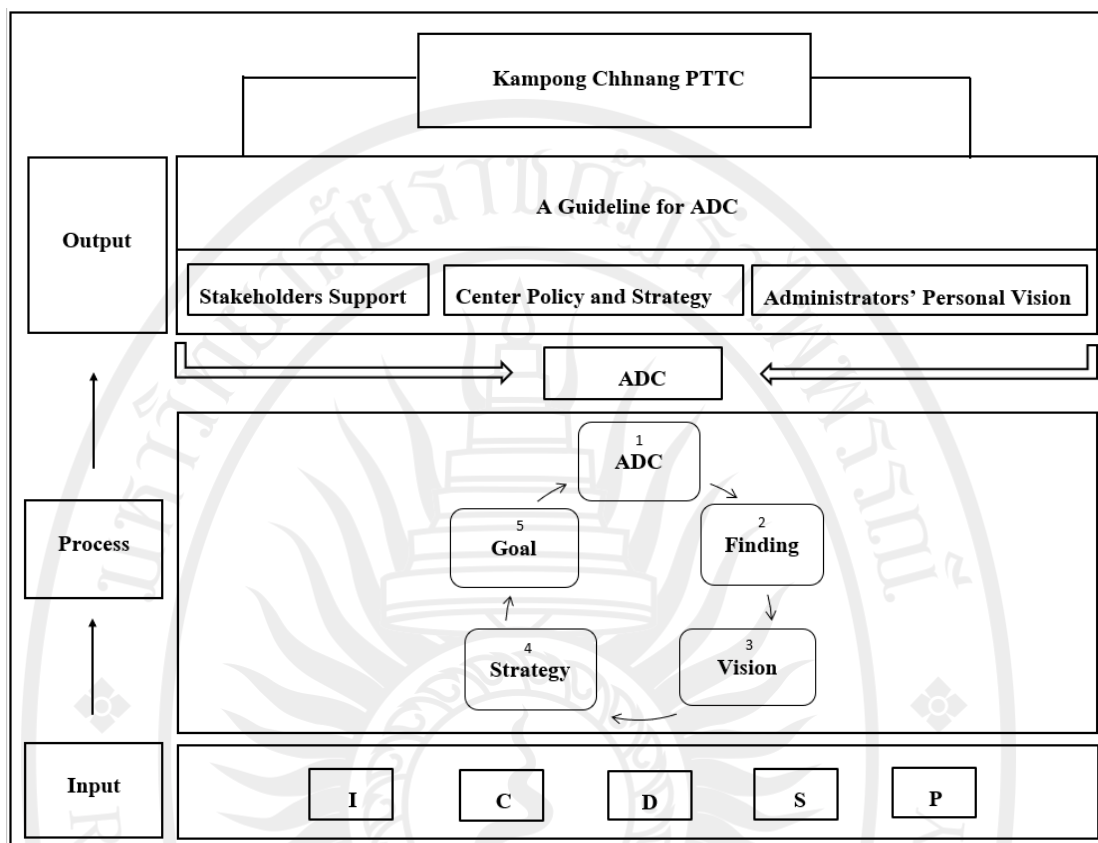 Kampong Chhnang PTTC
Output
A Guideline for ADC
Stakeholders Support
Center Policy and Strategy
Administrators’ Personal Vision
ADC
Process
1
ADC
2
Finding
3
Vision
4
Strategy
5
Goal
Input
I
C
D
S
P